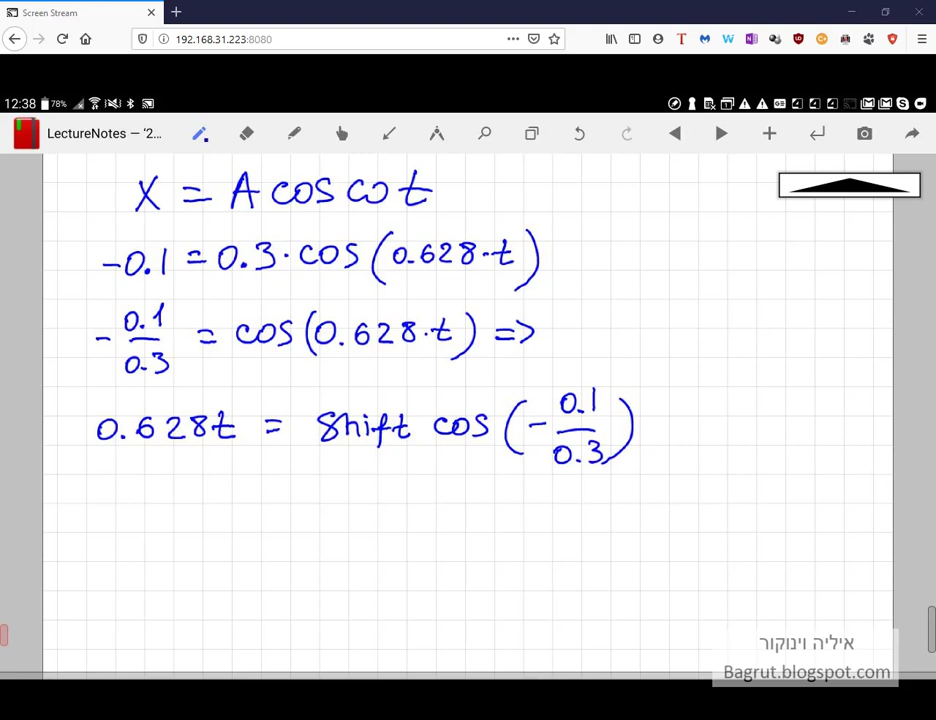 Screen Stream
192.168.31.223:8080
12:38 78%
LectureNotes — ‘2...
x = A cos ωt
-0.1 = 0.3 · cos(0.628·t)
-0.1/0.3 = cos(0.628·t) =>
0.628t = Shift cos(-0.1/0.3)
איליה וינוקור
Bagrut.blogspot.com